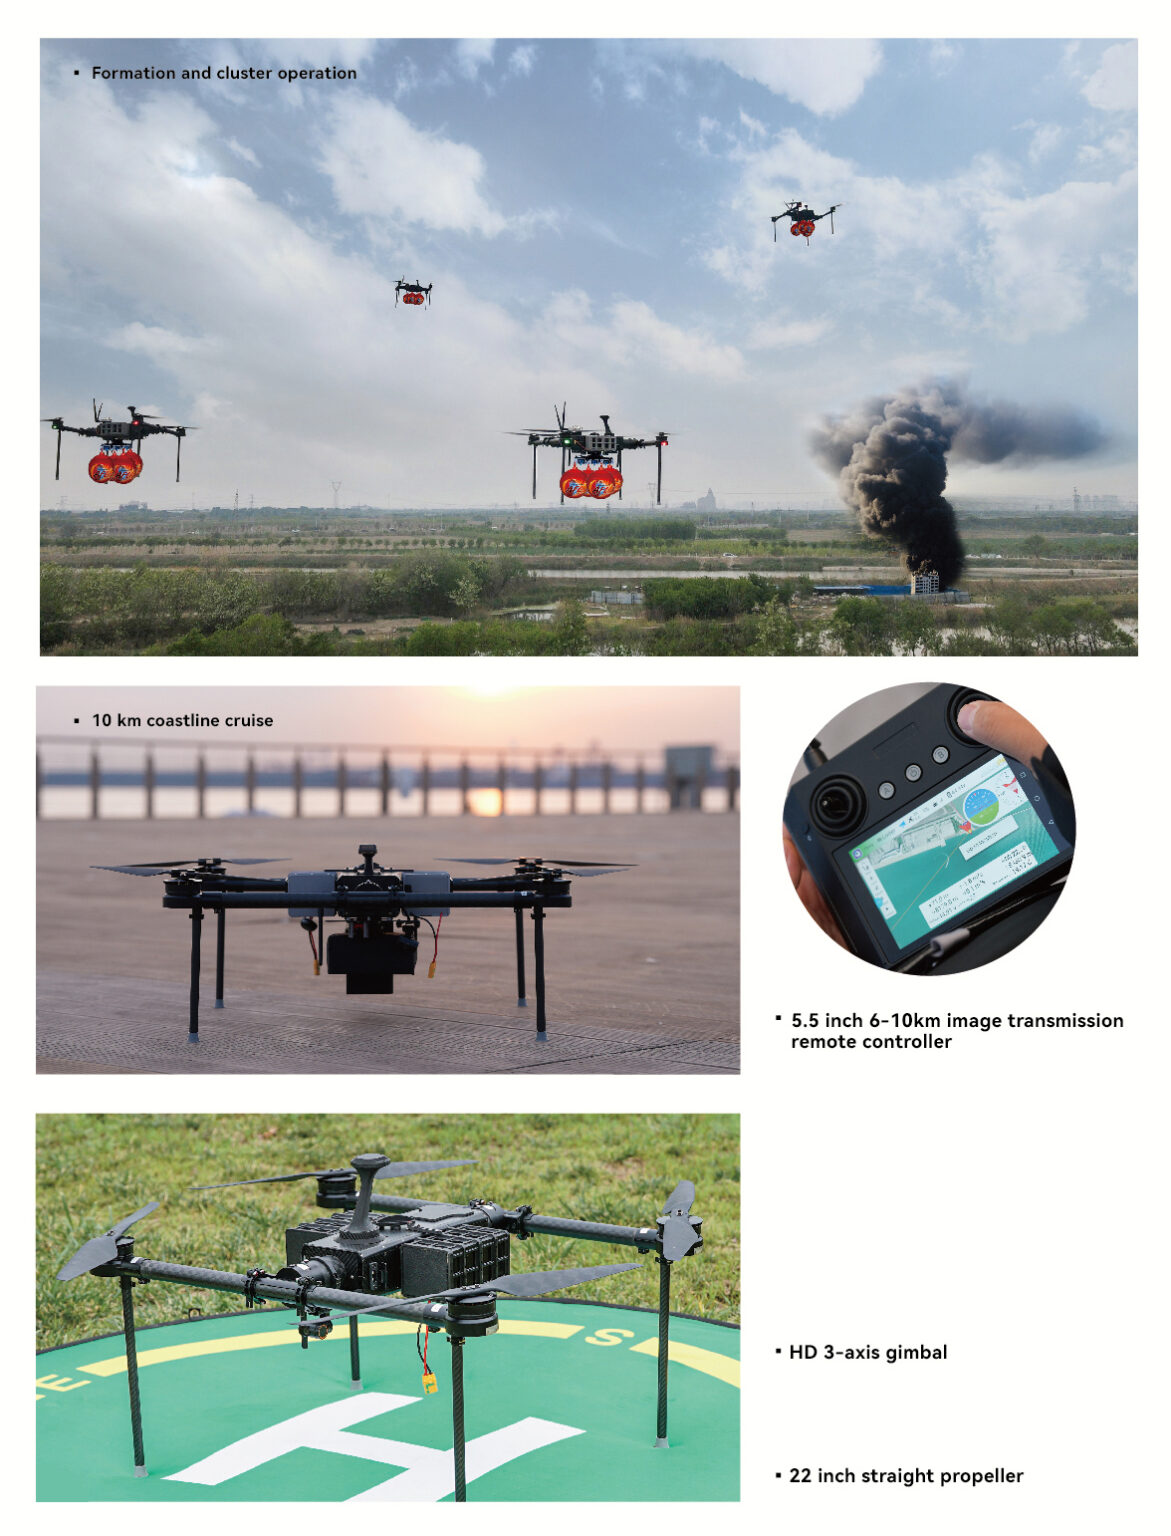 ▪ Formation and cluster operation
▪ 10 km coastline cruise
A
B
▪ 5.5 inch 6-10km image transmission
remote controller
E
S
H
▪ HD 3-axis gimbal
▪ 22 inch straight propeller